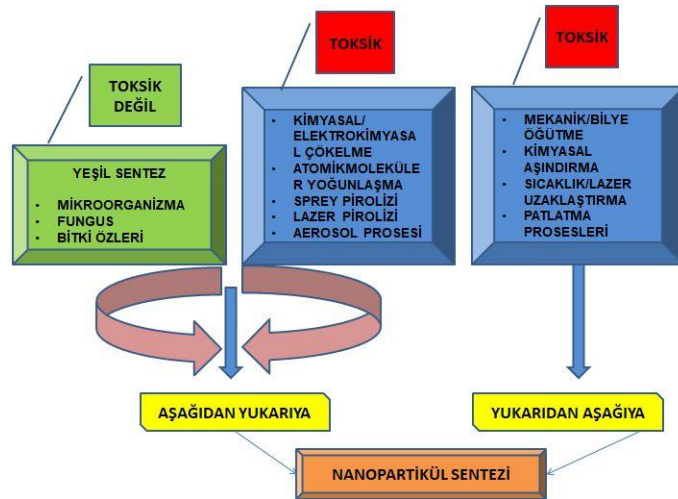 TOKSİK
DEĞİL
TOKSİK
TOKSİK
YEŞİL SENTEZ
• MİKROORGANİZMA
• FUNGUS
• BİTKİ ÖZLERİ
• KİMYASAL/
ELEKTROKİMYASA
L ÇÖKELME
• ATOMİKMOLEKÜLE
R YOĞUNLAŞMA
• SPREY PİROLİZİ
• LAZER PİROLİZİ
• AEROSOL PROSESİ
• MEKANİK/BİLYE
ÖĞÜTME
• KİMYASAL
AŞINDIRMA
• SICAKLIK/LAZER
UZAKLAŞTIRMA
• PATLATMA
PROSESLERİ
AŞAĞIDAN YUKARIYA
YUKARIDAN AŞAĞIYA
NANOPARTİKÜL SENTEZİ